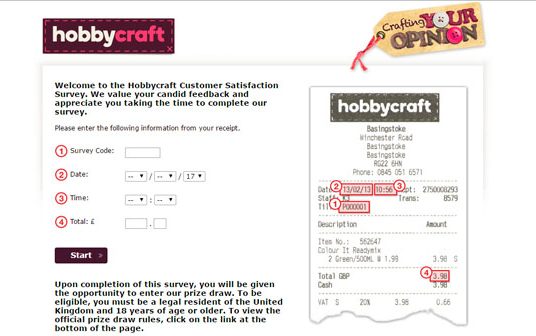 hobbycraft
Crafting YOUR
OPINION
Welcome to the Hobbycraft Customer Satisfaction
Survey. We value your candid feedback and
appreciate you taking the time to complete our
survey.
Please enter the following information from your receipt.
1 Survey Code:
2 Date: -- / -- / 17
3 Time: -- : --
4 Total: £ .
Start »
Upon completion of this survey, you will be given
the opportunity to enter our prize draw. To be
eligible, you must be a legal resident of the United
Kingdom and 18 years of age or older. To view the
official prize draw rules, click on the link at the
bottom of the page.
hobbycraft
Basingstoke
Winchester Road
Basingstoke
Basingstoke
RG22 6HN
Phone: 0845 051 6571
2 3
Dat 13/02/13 10:56 pt: 2750008293
Staf Trans: 8579
1
Til P000001
Description Amount
Item No.: 562647
Colour It Readymix
2 Green/500ML @ 1.99 3.98 S
4
Total GBP 3.98
Cash 3.98
VAT S 20% 3.98 0.66